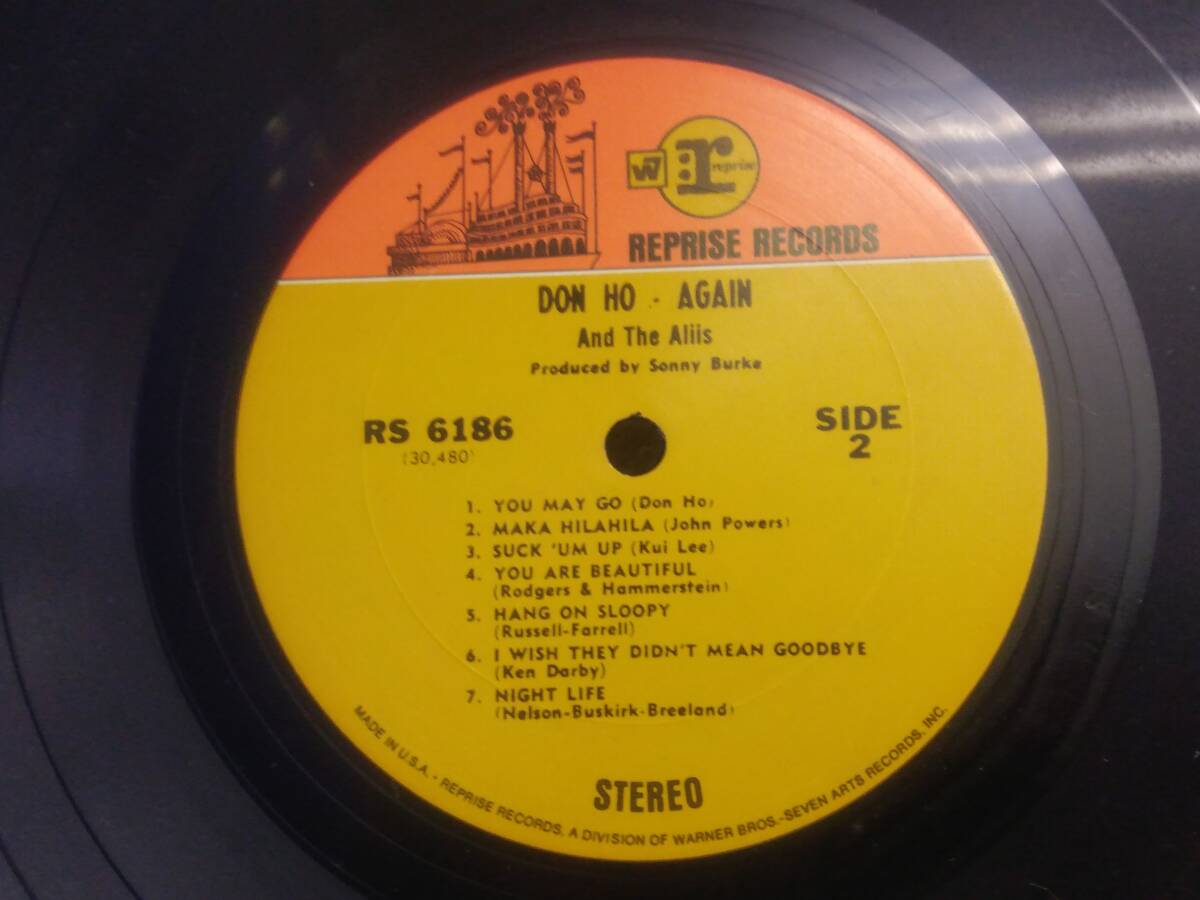 W7 : r reprise
REPRISE RECORDS
DON HO - AGAIN
And The Aliis
Produced by Sonny Burke
RS 6186
(30,480)
SIDE
2
1. YOU MAY GO (Don Ho)
2. MAKA HILAHILA (John Powers)
3. SUCK 'UM UP (Kui Lee)
4. YOU ARE BEAUTIFUL
(Rodgers & Hammerstein)
5. HANG ON SLOOPY
(Russell-Farrell)
6. I WISH THEY DIDN'T MEAN GOODBYE
(Ken Darby)
7. NIGHT LIFE
(Nelson-Buskirk-Breeland)
STEREO
MADE IN U.S.A. - REPRISE RECORDS, A DIVISION OF WARNER BROS.-SEVEN ARTS RECORDS, INC.